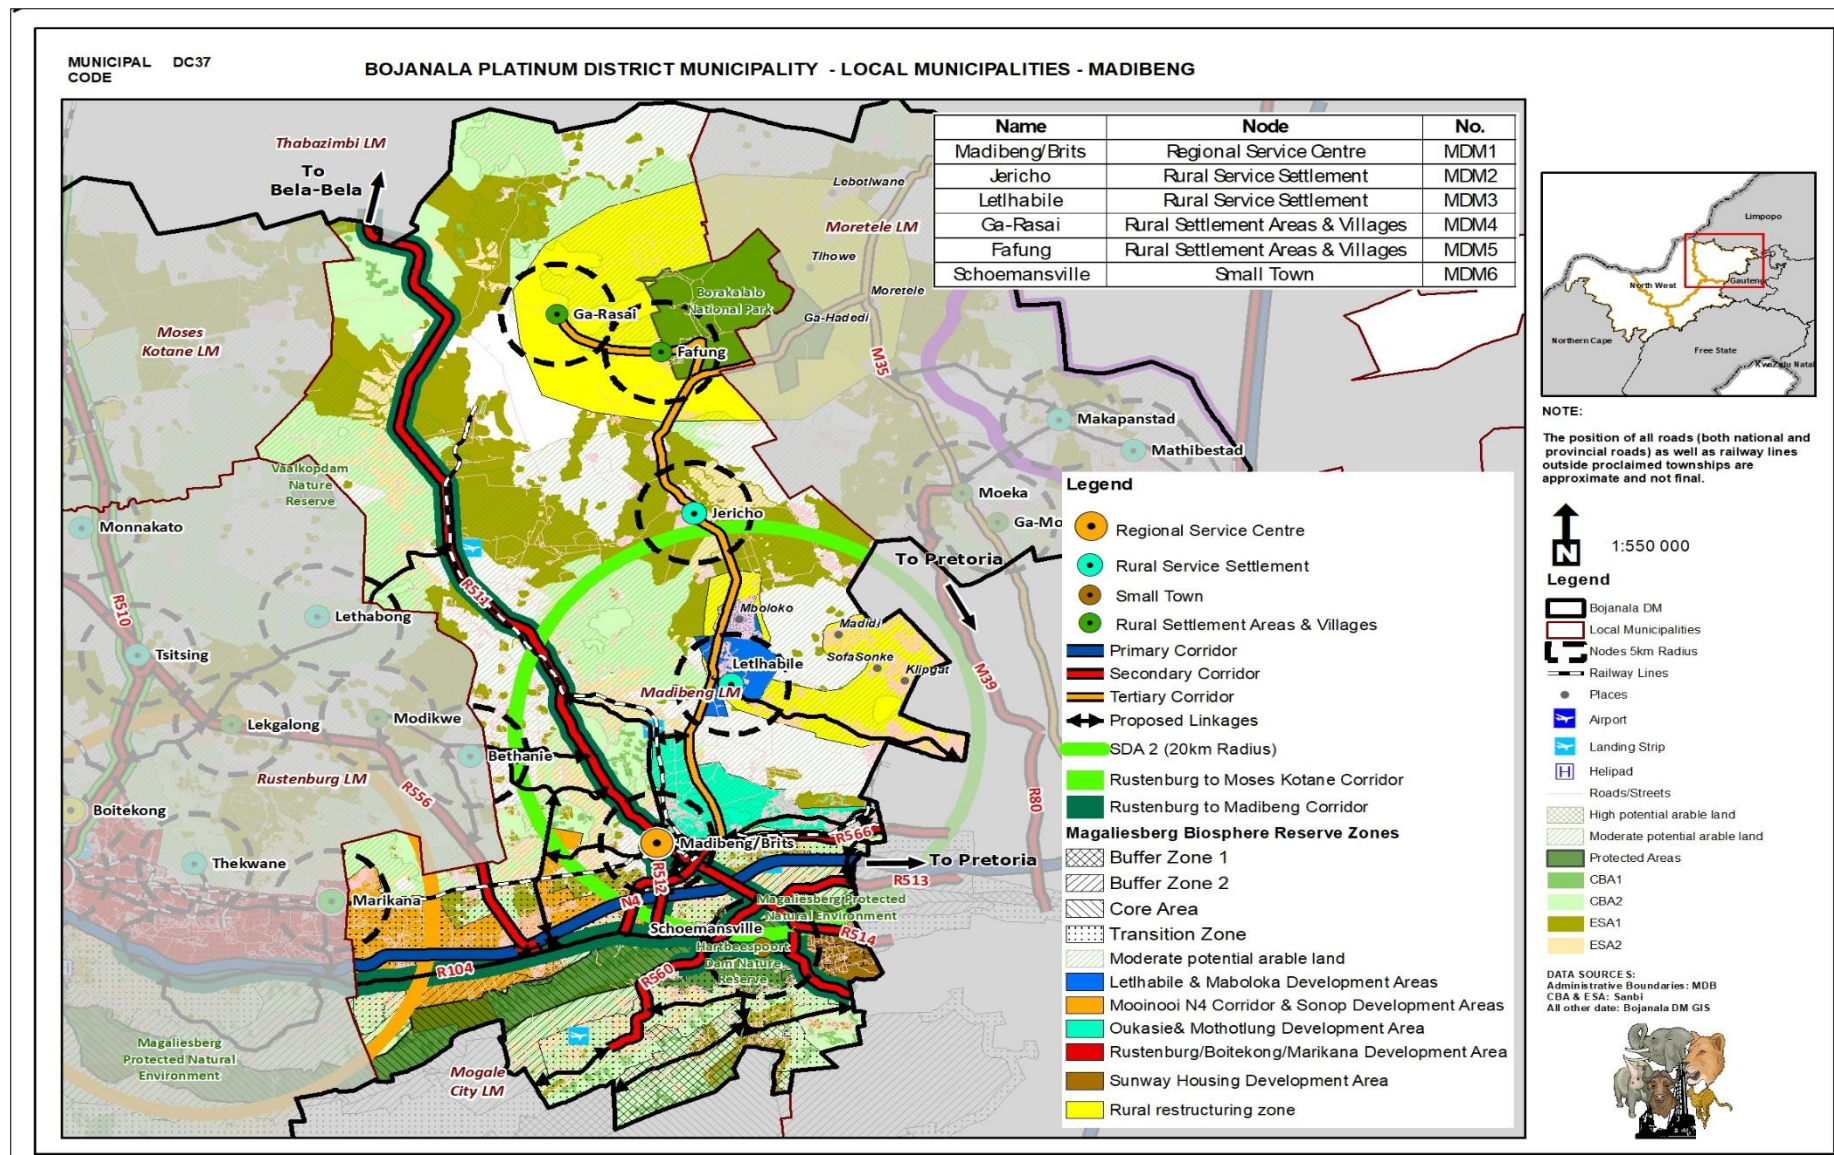 MUNICIPAL DC37
CODE
BOJANALA PLATINUM DISTRICT MUNICIPALITY - LOCAL MUNICIPALITIES - MADIBENG
Name Node No.
Madibeng/Brits Regional Service Centre MDM1
Jericho Rural Service Settlement MDM2
Letlhabile Rural Service Settlement MDM3
Ga-Rasai Rural Settlement Areas & Villages MDM4
Fafung Rural Settlement Areas & Villages MDM5
Schoemansville Small Town MDM6
Thabazimbi LM
To
Bela-Bela
Lebotlwane
Moretele LM
Tlhowe
Moretele
Borakalalo
National Park
Ga-Hadedi
Ga-Rasai
Fafung
Moses
Kotane LM
M35
Makapanstad
Mathibestad
Vaalkopdam
Nature
Reserve
Monnakato
Jericho
Moeka
Ga-Mo
To Pretoria
R511
R510
Lethabong
Mboloko
Madidi
Tsitsing
Letlhabile
SofaSonke
Klipgat
M39
Madibeng LM
Lekgalong
Modikwe
Bethanie
Rustenburg LM
R556
R80
Boitekong
R566
Madibeng/Brits
To Pretoria
Thekwane
R512
R513
Marikana
N4
Magaliesberg Protected
Natural Environment
Schoemansville
R514
Hartbeespoort
Dam Nature
Reserve
R104
R560
Magaliesberg
Protected Natural
Environment
Mogale
City LM
Legend
Regional Service Centre
Rural Service Settlement
Small Town
Rural Settlement Areas & Villages
Primary Corridor
Secondary Corridor
Tertiary Corridor
Proposed Linkages
SDA 2 (20km Radius)
Rustenburg to Moses Kotane Corridor
Rustenburg to Madibeng Corridor
Magaliesberg Biosphere Reserve Zones
Buffer Zone 1
Buffer Zone 2
Core Area
Transition Zone
Moderate potential arable land
Letlhabile & Maboloka Development Areas
Mooinooi N4 Corridor & Sonop Development Areas
Oukasie& Mothotlung Development Area
Rustenburg/Boitekong/Marikana Development Area
Sunway Housing Development Area
Rural restructuring zone
Limpopo
North West
Gauteng
Northern Cape
Free State
KwaZulu Natal
NOTE:
The position of all roads (both national and
provincial roads) as well as railway lines
outside proclaimed townships are
approximate and not final.
N
1:550 000
Legend
Bojanala DM
Local Municipalities
Nodes 5km Radius
Railway Lines
Places
Airport
Landing Strip
H Helipad
Roads/Streets
High potential arable land
Moderate potential arable land
Protected Areas
CBA1
CBA2
ESA1
ESA2
DATA SOURCES:
Administrative Boundaries: MDB
CBA & ESA: Sanbi
All other date: Bojanala DM GIS